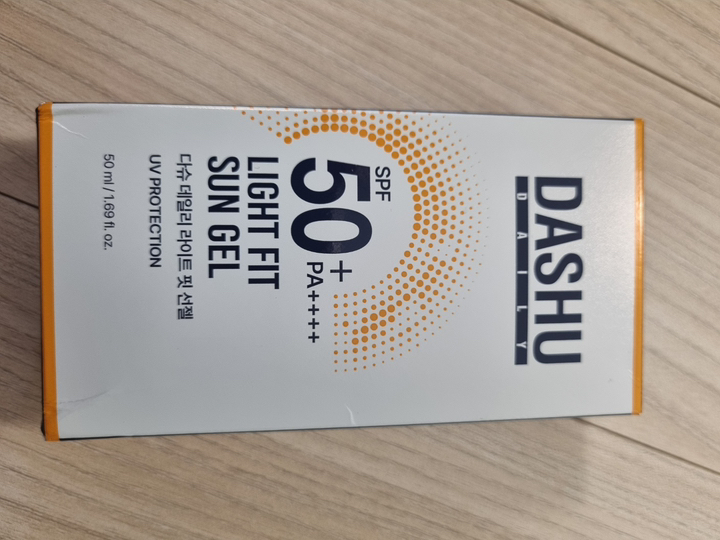 DASHU
DAILY
SPF
50+
PA++++
LIGHT FIT
SUN GEL
다슈 데일리 라이트 핏 선젤
UV PROTECTION
50 ml / 1.69 fl. oz.